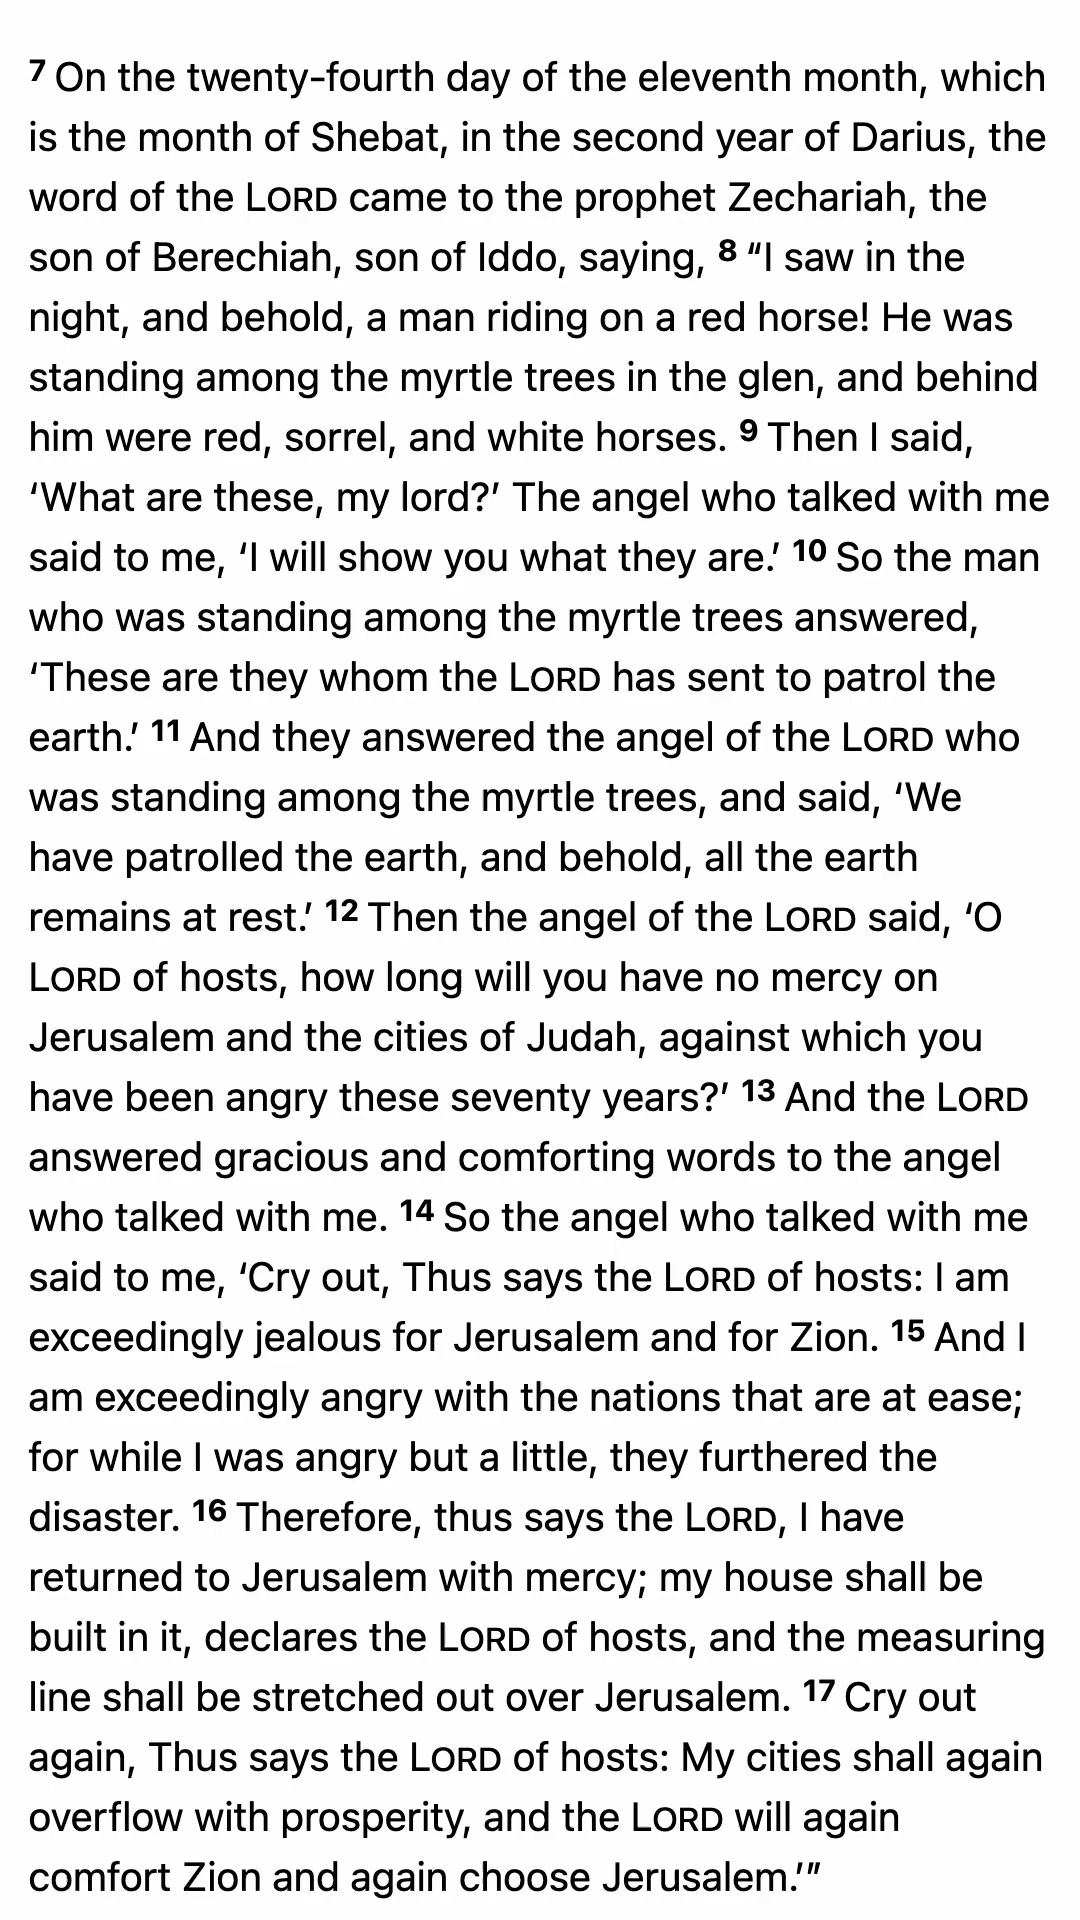 7 On the twenty-fourth day of the eleventh month, which
is the month of Shebat, in the second year of Darius, the
word of the LORD came to the prophet Zechariah, the
son of Berechiah, son of Iddo, saying, 8 “I saw in the
night, and behold, a man riding on a red horse! He was
standing among the myrtle trees in the glen, and behind
him were red, sorrel, and white horses. 9 Then I said,
‘What are these, my lord?’ The angel who talked with me
said to me, ‘I will show you what they are.’ 10 So the man
who was standing among the myrtle trees answered,
‘These are they whom the LORD has sent to patrol the
earth.’ 11 And they answered the angel of the LORD who
was standing among the myrtle trees, and said, ‘We
have patrolled the earth, and behold, all the earth
remains at rest.’ 12 Then the angel of the LORD said, ‘O
LORD of hosts, how long will you have no mercy on
Jerusalem and the cities of Judah, against which you
have been angry these seventy years?’ 13 And the LORD
answered gracious and comforting words to the angel
who talked with me. 14 So the angel who talked with me
said to me, ‘Cry out, Thus says the LORD of hosts: I am
exceedingly jealous for Jerusalem and for Zion. 15 And I
am exceedingly angry with the nations that are at ease;
for while I was angry but a little, they furthered the
disaster. 16 Therefore, thus says the LORD, I have
returned to Jerusalem with mercy; my house shall be
built in it, declares the LORD of hosts, and the measuring
line shall be stretched out over Jerusalem. 17 Cry out
again, Thus says the LORD of hosts: My cities shall again
overflow with prosperity, and the LORD will again
comfort Zion and again choose Jerusalem.’”